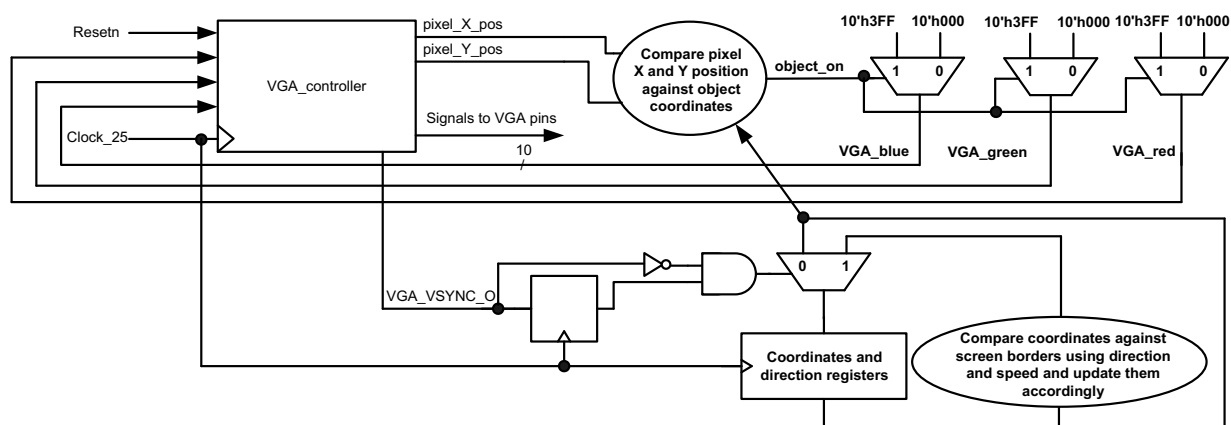 Resetn
VGA_controller
Clock_25
pixel_X_pos
pixel_Y_pos
Signals to VGA pins
10
/
Compare pixel
X and Y position
against object
coordinates
object_on
10'h3FF 10'h000
1 0
10'h3FF 10'h000
1 0
10'h3FF 10'h000
1 0
VGA_blue
VGA_green
VGA_red
VGA_VSYNC_O
0 1
Coordinates and
direction registers
Compare coordinates against
screen borders using direction
and speed and update them
accordingly